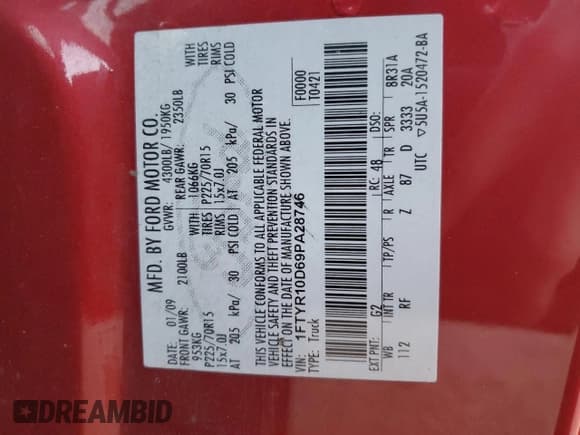 MFD. BY FORD MOTOR CO.
DATE: 01/09 GVWR: 4300LB/ 1950KG
FRONT GAWR: 2100LB REAR GAWR: 2350LB
953KG WITH 1066KG WITH
P225/70R15 TIRES P225/70R15 TIRES
15x7.0J RIMS 15x7.0J RIMS
AT 205 kPa/ 30 PSI COLD AT 205 kPa/ 30 PSI COLD
THIS VEHICLE CONFORMS TO ALL APPLICABLE FEDERAL MOTOR
VEHICLE SAFETY AND THEFT PREVENTION STANDARDS IN
EFFECT ON THE DATE OF MANUFACTURE SHOWN ABOVE.
VIN: 1FTYR10D69PA28746 F0000
TYPE: Truck T0421
EXT PNT: G2 RC: 48 DSO:
WB INT TR TP/PS R AXLE TR SPR BR31A
112 RF Z 87 D 3333 20A
UTC ▽5U5A-1520472-BA
DREAMBID